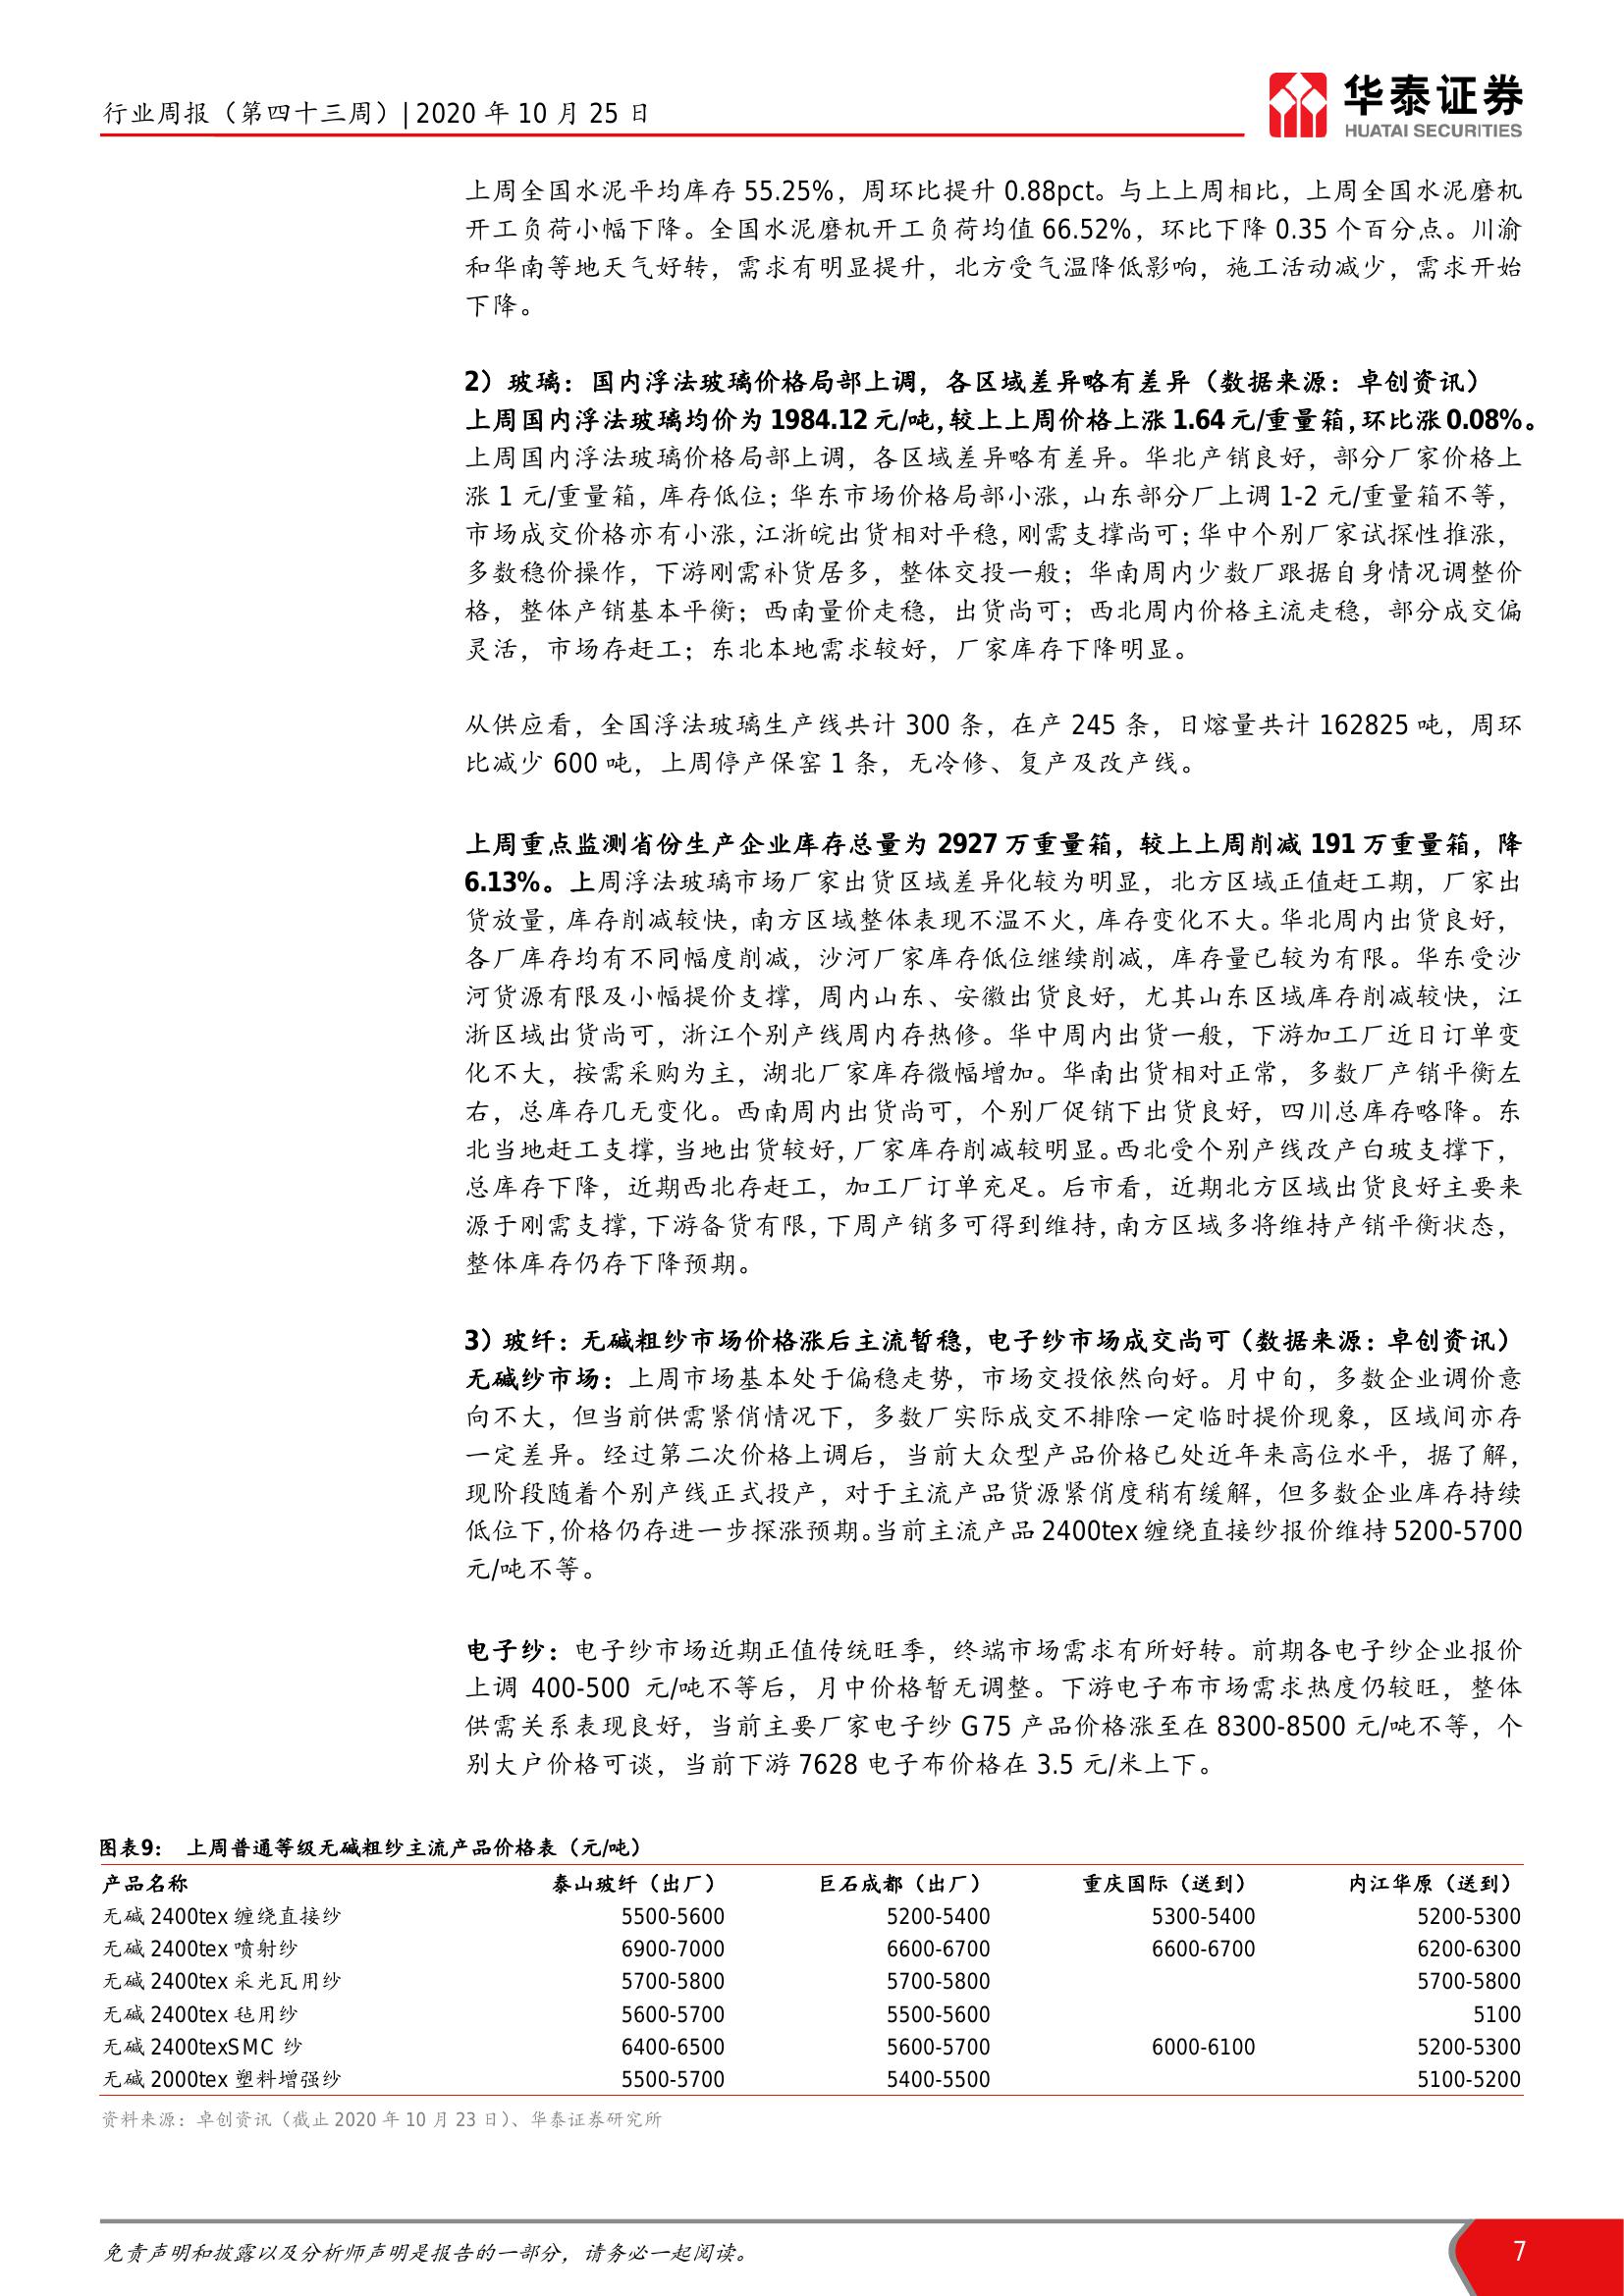 行业周报（第四十三周）| 2020 年 10 月 25 日
华泰证券
HUATAI SECURITIES
上周全国水泥平均库存 55.25%，周环比提升 0.88pct。与上上周相比，上周全国水泥磨机
开工负荷小幅下降。全国水泥磨机开工负荷均值 66.52%，环比下降 0.35 个百分点。川渝
和华南等地天气好转，需求有明显提升，北方受气温降低影响，施工活动减少，需求开始
下降。
2）玻璃：国内浮法玻璃价格局部上调，各区域差异略有差异（数据来源：卓创资讯）
上周国内浮法玻璃均价为 1984.12 元/吨，较上上周价格上涨 1.64 元/重量箱，环比涨 0.08%。
上周国内浮法玻璃价格局部上调，各区域差异略有差异。华北产销良好，部分厂家价格上
涨 1 元/重量箱，库存低位；华东市场价格局部小涨，山东部分厂上调 1-2 元/重量箱不等，
市场成交价格亦有小涨，江浙皖出货相对平稳，刚需支撑尚可；华中个别厂家试探性推涨，
多数稳价操作，下游刚需补货居多，整体交投一般；华南周内少数厂跟据自身情况调整价
格，整体产销基本平衡；西南量价走稳，出货尚可；西北周内价格主流走稳，部分成交偏
灵活，市场存赶工；东北本地需求较好，厂家库存下降明显。
从供应看，全国浮法玻璃生产线共计 300 条，在产 245 条，日熔量共计 162825 吨，周环
比减少 600 吨，上周停产保窑 1 条，无冷修、复产及改产线。
上周重点监测省份生产企业库存总量为 2927 万重量箱，较上上周削减 191 万重量箱，降
6.13%。上周浮法玻璃市场厂家出货区域差异化较为明显，北方区域正值赶工期，厂家出
货放量，库存削减较快，南方区域整体表现不温不火，库存变化不大。华北周内出货良好，
各厂库存均有不同幅度削减，沙河厂家库存低位继续削减，库存量已较为有限。华东受沙
河货源有限及小幅提价支撑，周内山东、安徽出货良好，尤其山东区域库存削减较快，江
浙区域出货尚可，浙江个别产线周内存热修。华中周内出货一般，下游加工厂近日订单变
化不大，按需采购为主，湖北厂家库存微幅增加。华南出货相对正常，多数厂产销平衡左
右，总库存几无变化。西南周内出货尚可，个别厂促销下出货良好，四川总库存略降。东
北当地赶工支撑，当地出货较好，厂家库存削减较明显。西北受个别产线改产白玻支撑下，
总库存下降，近期西北存赶工，加工厂订单充足。后市看，近期北方区域出货良好主要来
源于刚需支撑，下游备货有限，下周产销多可得到维持，南方区域多将维持产销平衡状态，
整体库存仍存下降预期。
3）玻纤：无碱粗纱市场价格涨后主流暂稳，电子纱市场成交尚可（数据来源：卓创资讯）
无碱纱市场：上周市场基本处于偏稳走势，市场交投依然向好。月中旬，多数企业调价意
向不大，但当前供需紧俏情况下，多数厂实际成交不排除一定临时提价现象，区域间亦存
一定差异。经过第二次价格上调后，当前大众型产品价格已处近年来高位水平，据了解，
现阶段随着个别产线正式投产，对于主流产品货源紧俏度稍有缓解，但多数企业库存持续
低位下，价格仍存进一步探涨预期。当前主流产品 2400tex 缠绕直接纱报价维持 5200-5700
元/吨不等。
电子纱：电子纱市场近期正值传统旺季，终端市场需求有所好转。前期各电子纱企业报价
上调 400-500 元/吨不等后，月中价格暂无调整。下游电子布市场需求热度仍较旺，整体
供需关系表现良好，当前主要厂家电子纱 G75 产品价格涨至在 8300-8500 元/吨不等，个
别大户价格可谈，当前下游 7628 电子布价格在 3.5 元/米上下。
图表9： 上周普通等级无碱粗纱主流产品价格表（元/吨）
产品名称 泰山玻纤（出厂） 巨石成都（出厂） 重庆国际（送到） 内江华原（送到）
无碱 2400tex 缠绕直接纱 5500-5600 5200-5400 5300-5400 5200-5300
无碱 2400tex 喷射纱 6900-7000 6600-6700 6600-6700 6200-6300
无碱 2400tex 采光瓦用纱 5700-5800 5700-5800 5700-5800
无碱 2400tex 毡用纱 5600-5700 5500-5600 5100
无碱 2400texSMC 纱 6400-6500 5600-5700 6000-6100 5200-5300
无碱 2000tex 塑料增强纱 5500-5700 5400-5500 5100-5200
资料来源：卓创资讯（截止 2020 年 10 月 23 日）、华泰证券研究所
免责声明和披露以及分析师声明是报告的一部分，请务必一起阅读。
7